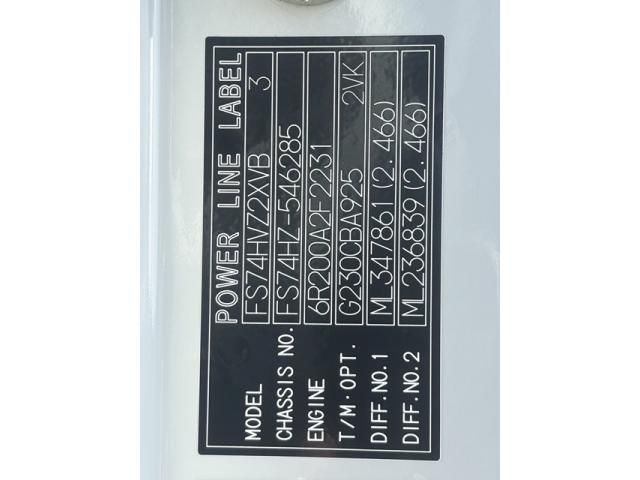 POWER LINE LABEL
MODEL FS74HVZ2XVB 3
CHASSIS NO. FS74HZ-546285
ENGINE 6R200A2F2231
T/M·OPT. G230CBA925 2VK
DIFF.NO.1 ML347861(2.466)
DIFF.NO.2 ML236839(2.466)